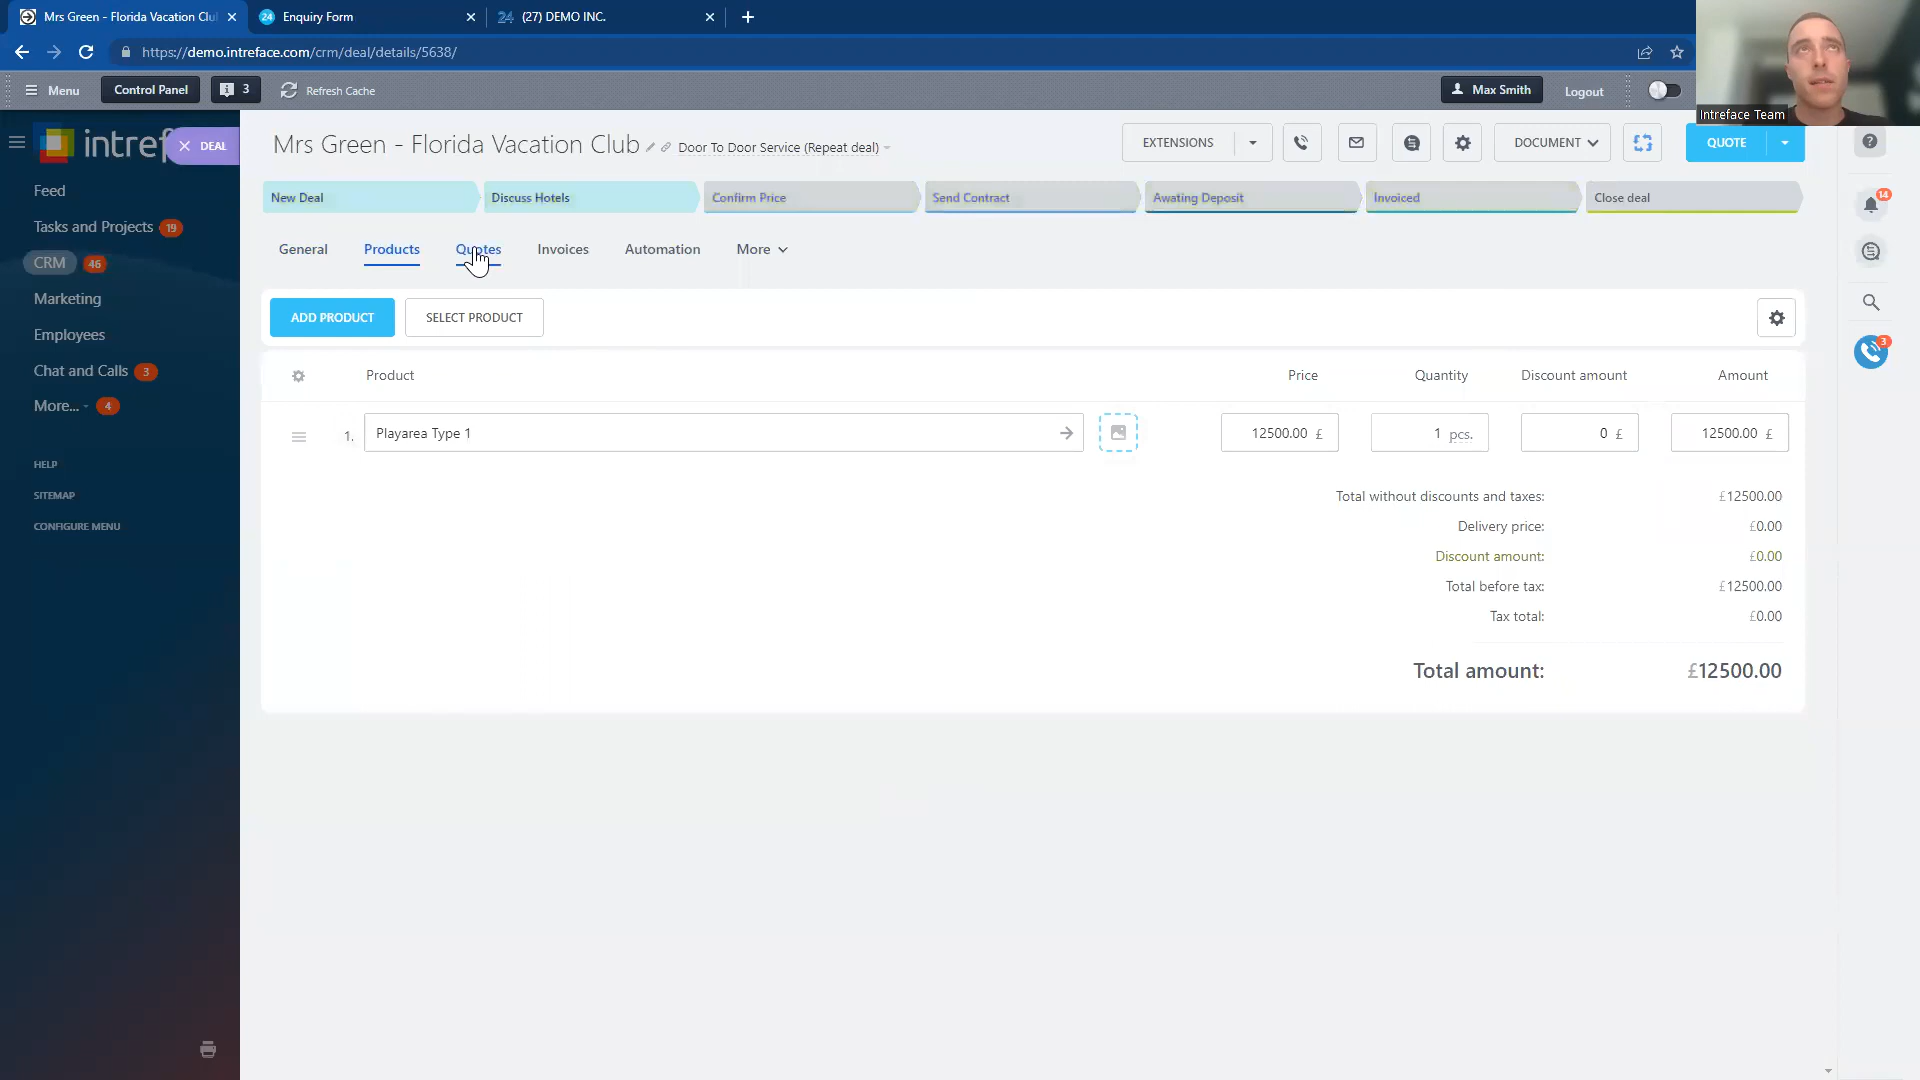 Mrs Green - Florida Vacation Clu
24 Enquiry Form
24 (27) DEMO INC.
https://demo.intreface.com/crm/deal/details/5638/
Menu
Control Panel
3
Refresh Cache
Max Smith
Logout
Intreface Team
intref
DEAL
Mrs Green - Florida Vacation Club
Door To Door Service (Repeat deal)
EXTENSIONS
DOCUMENT
QUOTE
Feed
Tasks and Projects 19
CRM 46
Marketing
Employees
Chat and Calls 3
More... 4
HELP
SITEMAP
CONFIGURE MENU
New Deal
Discuss Hotels
Confirm Price
Send Contract
Awating Deposit
Invoiced
Close deal
General
Products
Quotes
Invoices
Automation
More
14
3
ADD PRODUCT
SELECT PRODUCT
Product
Price
Quantity
Discount amount
Amount
1.
Playarea Type 1
12500.00 £
1 pcs.
0 £
12500.00 £
Total without discounts and taxes: £12500.00
Delivery price: £0.00
Discount amount: £0.00
Total before tax: £12500.00
Tax total: £0.00
Total amount: £12500.00